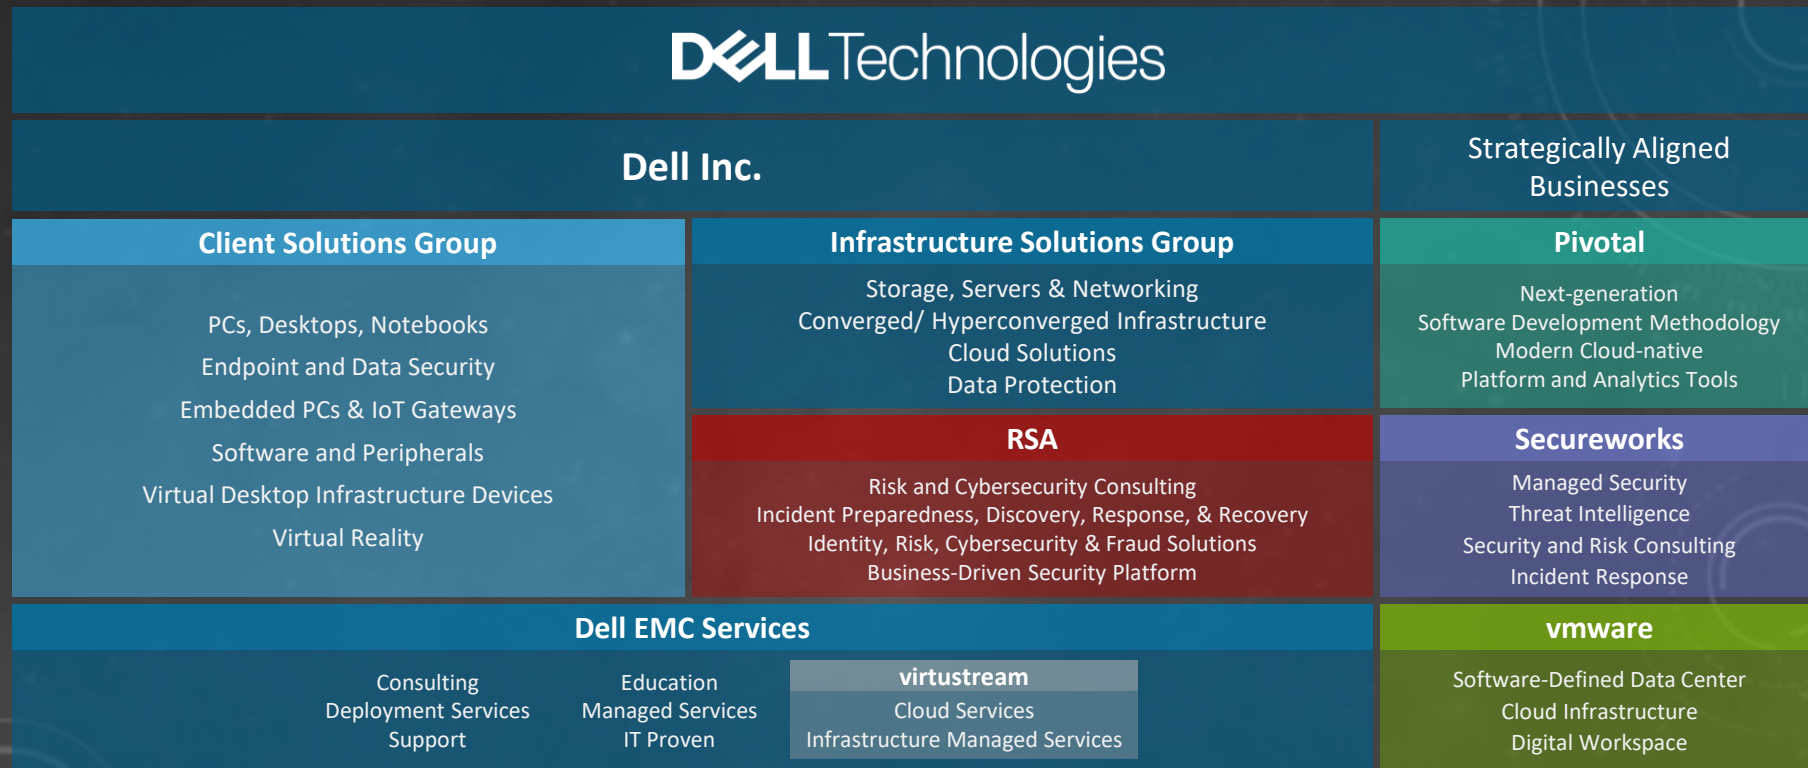 DELL Technologies
Dell Inc.
Strategically Aligned
Businesses
Client Solutions Group
PCs, Desktops, Notebooks
Endpoint and Data Security
Embedded PCs & IoT Gateways
Software and Peripherals
Virtual Desktop Infrastructure Devices
Virtual Reality
Infrastructure Solutions Group
Storage, Servers & Networking
Converged/ Hyperconverged Infrastructure
Cloud Solutions
Data Protection
RSA
Risk and Cybersecurity Consulting
Incident Preparedness, Discovery, Response, & Recovery
Identity, Risk, Cybersecurity & Fraud Solutions
Business-Driven Security Platform
Pivotal
Next-generation
Software Development Methodology
Modern Cloud-native
Platform and Analytics Tools
Secureworks
Managed Security
Threat Intelligence
Security and Risk Consulting
Incident Response
Dell EMC Services
Consulting
Deployment Services
Support
Education
Managed Services
IT Proven
virtustream
Cloud Services
Infrastructure Managed Services
vmware
Software-Defined Data Center
Cloud Infrastructure
Digital Workspace